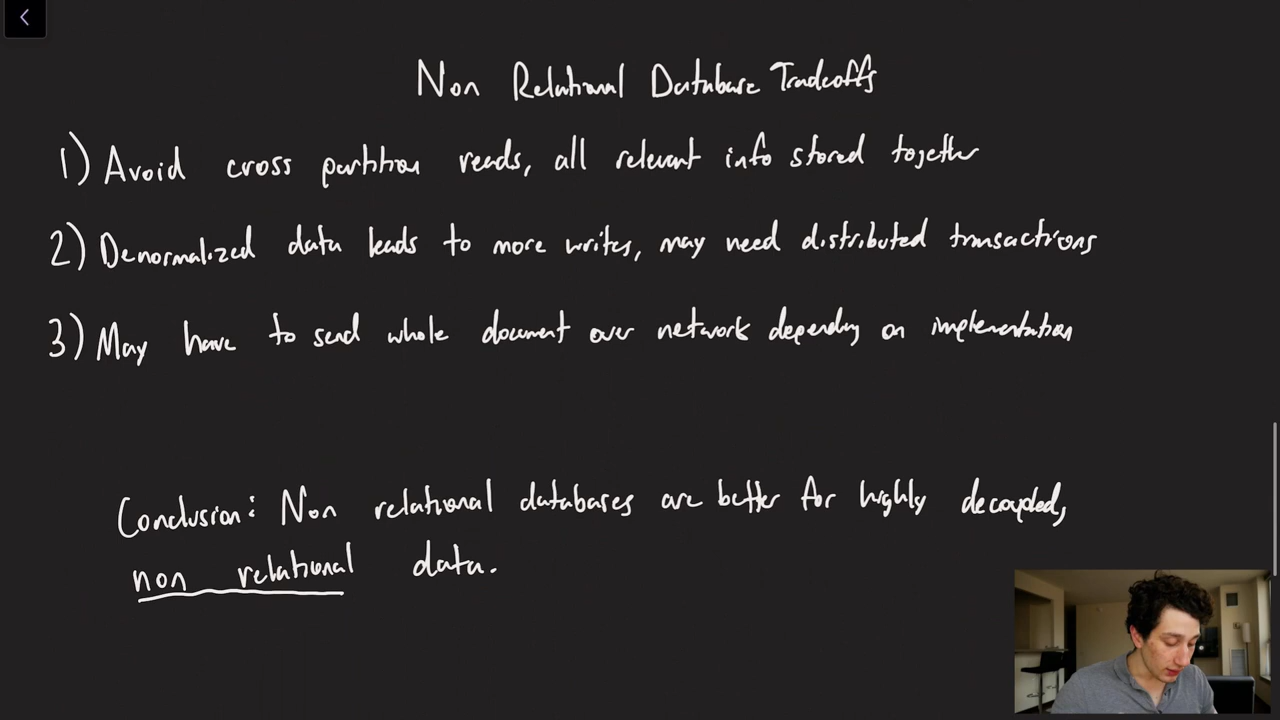 Non Relational Database Tradeoffs
1) Avoid cross partition reads, all relevant info stored together
2) Denormalized data leads to more writes, may need distributed transactions
3) May have to send whole document over network depending on implementation
Conclusion: Non relational databases are better for highly decoupled,
non relational data.